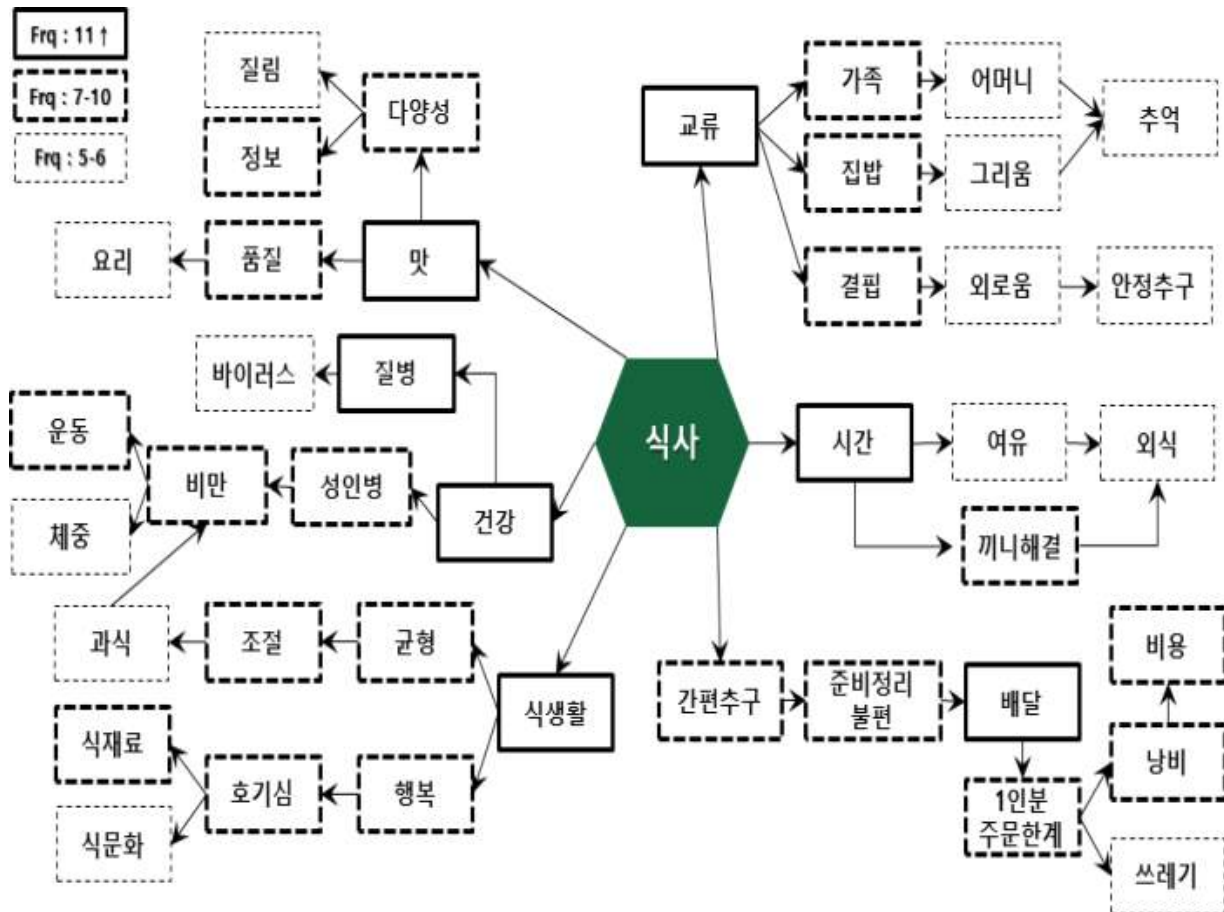 Frq : 11 ↑
Frq : 7-10
Frq : 5-6
질림
다양성
정보
요리
품질
맛
바이러스
질병
운동
비만
성인병
건강
체중
과식
조절
균형
식생활
식재료
호기심
행복
식문화
식사
교류
가족
어머니
추억
집밥
그리움
결핍
외로움
안정추구
시간
여유
외식
끼니해결
간편추구
준비정리
불편
배달
비용
낭비
1인분
주문한계
쓰레기